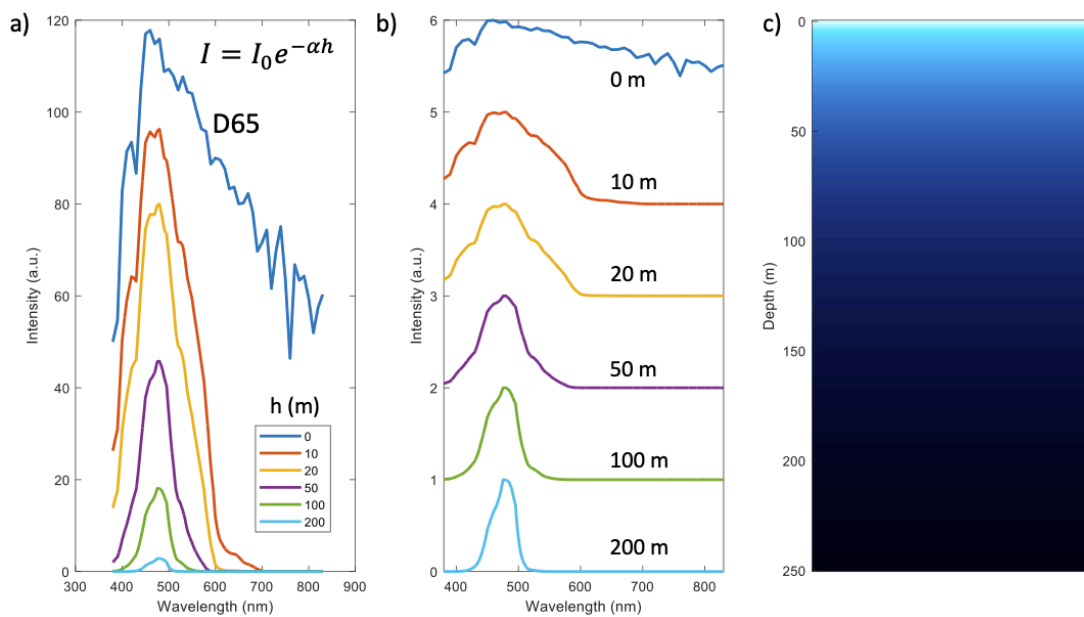 a)
I = I₀e^{-αh}
D65
120
100
80
60
40
20
0
Intensity (a.u.)
h (m)
0
10
20
50
100
200
300 400 500 600 700 800 900
Wavelength (nm)
b)
6
5
4
3
2
1
0
Intensity (a.u.)
0 m
10 m
20 m
50 m
100 m
200 m
400 500 600 700 800
Wavelength (nm)
c)
0
50
100
150
200
250
Depth (m)